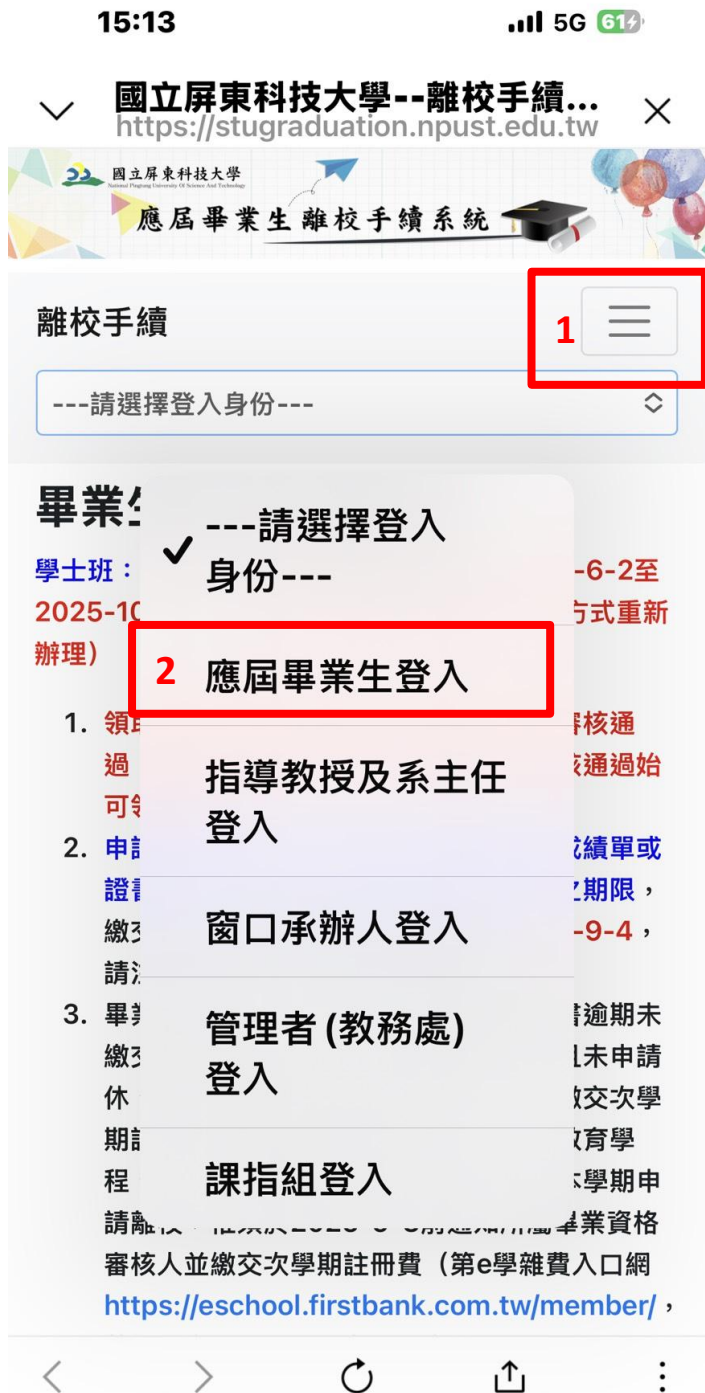 15:13
5G 61
國立屏東科技大學--離校手續...
https://stugraduation.npust.edu.tw
國立屏東科技大學
National Pingtung University Of Science And Technology
應屆畢業生離校手續系統
離校手續
1
---請選擇登入身份---
畢業
---請選擇登入
身份---
學士班：
-6-2至
2025-10
方式重新
辦理）
2 應屆畢業生登入
1. 領
核通
過
核通過始
可
指導教授及系主任
登入
2. 申
成績單或
證
之期限，
繳
-9-4，
請
窗口承辦人登入
3. 畢
書逾期未
繳
且未申請
休
繳交次學
期
教育學
程
本學期申
管理者(教務處)
登入
課指組登入
請離校
畢業資格
審核人並繳交次學期註冊費（第e學雜費入口網
https://eschool.firstbank.com.tw/member/，